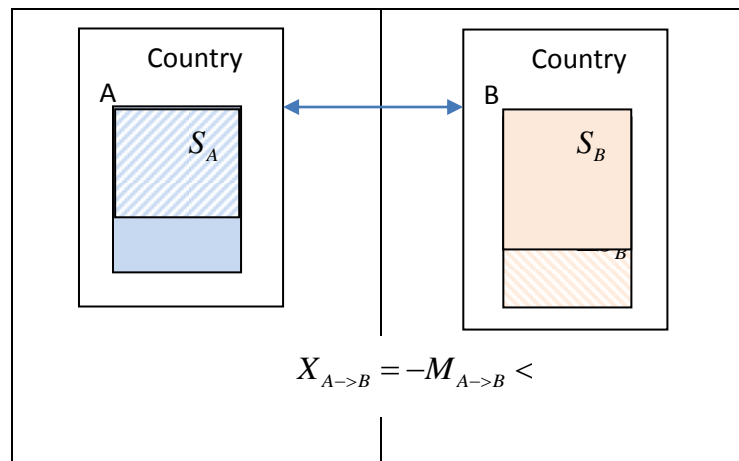 Country
A
S_A
Country
B
S_B
B
X_{A->B} = -M_{A->B} <